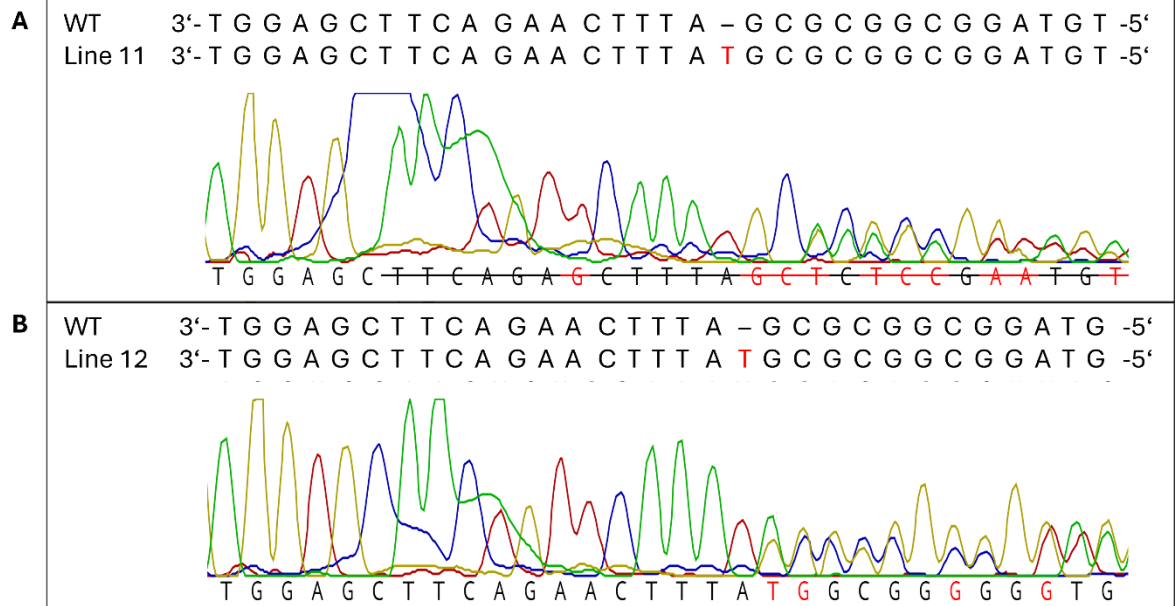 A
WT 3‘- T G G A G C T T C A G A A C T T T A – G C G C G G C G G A T G T -5‘
Line 11 3‘- T G G A G C T T C A G A A C T T T A T G C G C G G C G G A T G T -5‘
T G G A G C T T C A G A G C T T T A G C T C T C C G A A T G T
B
WT 3‘- T G G A G C T T C A G A A C T T T A – G C G C G G C G G A T G -5‘
Line 12 3‘- T G G A G C T T C A G A A C T T T A T G C G C G G C G G A T G -5‘
T G G A G C T T C A G A A C T T T A T G G C G G G G G G T G